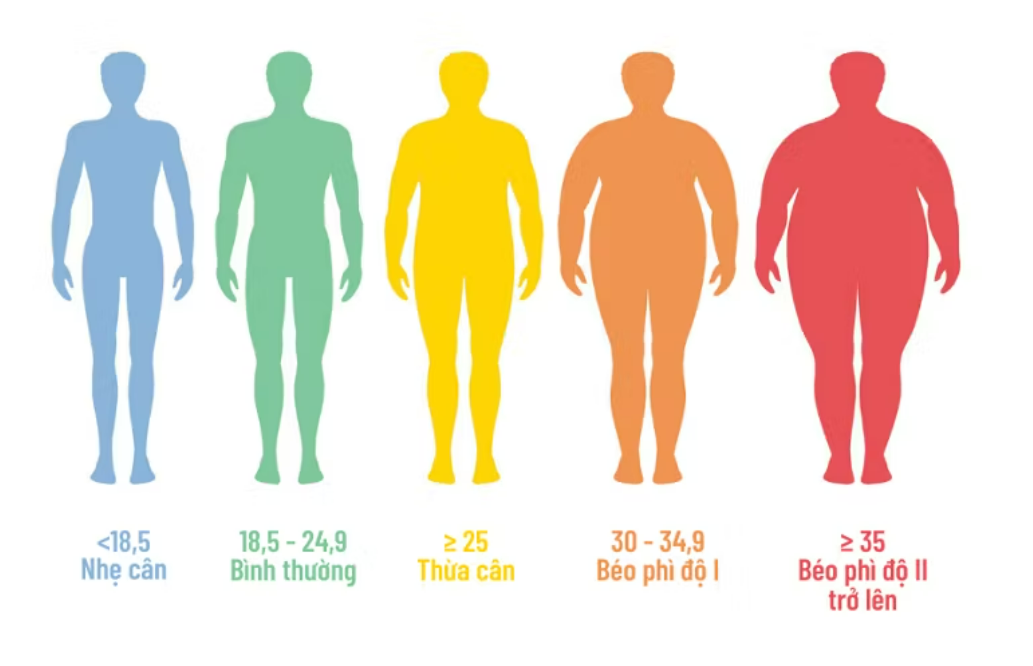 <18,5
Nhẹ cân
18,5 - 24,9
Bình thường
≥ 25
Thừa cân
30 - 34,9
Béo phì độ I
≥ 35
Béo phì độ II
trở lên